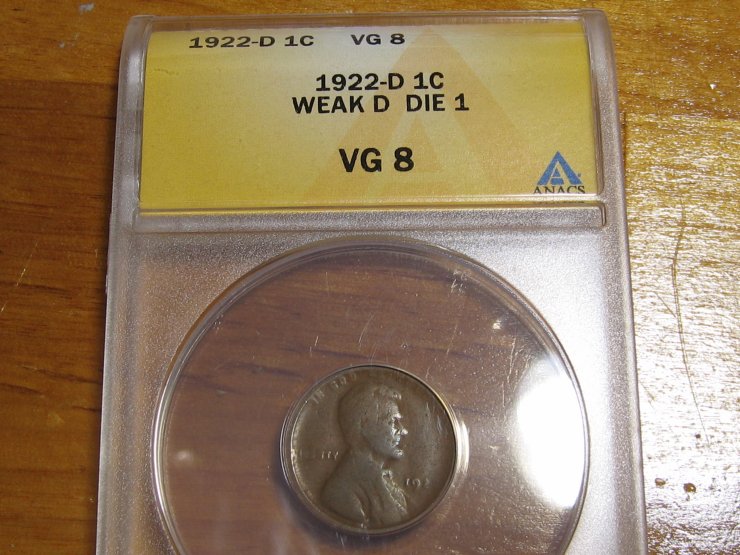 1922-D 1C VG 8
1922-D 1C
WEAK D DIE 1
VG 8
ANACS